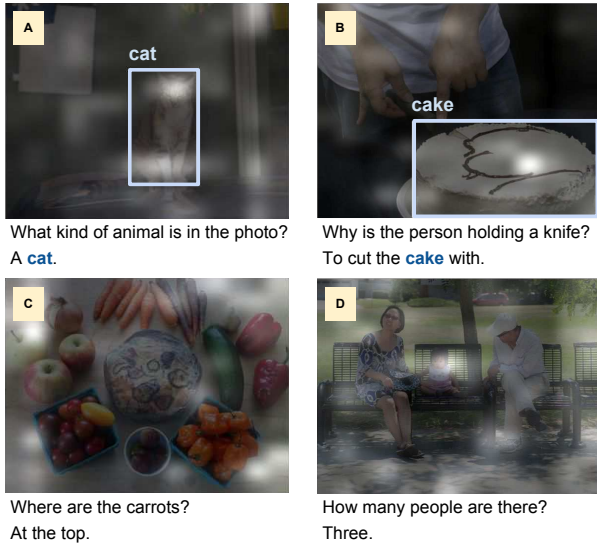 A
cat
What kind of animal is in the photo?
A cat.
B
cake
Why is the person holding a knife?
To cut the cake with.
C
Where are the carrots?
At the top.
D
How many people are there?
Three.